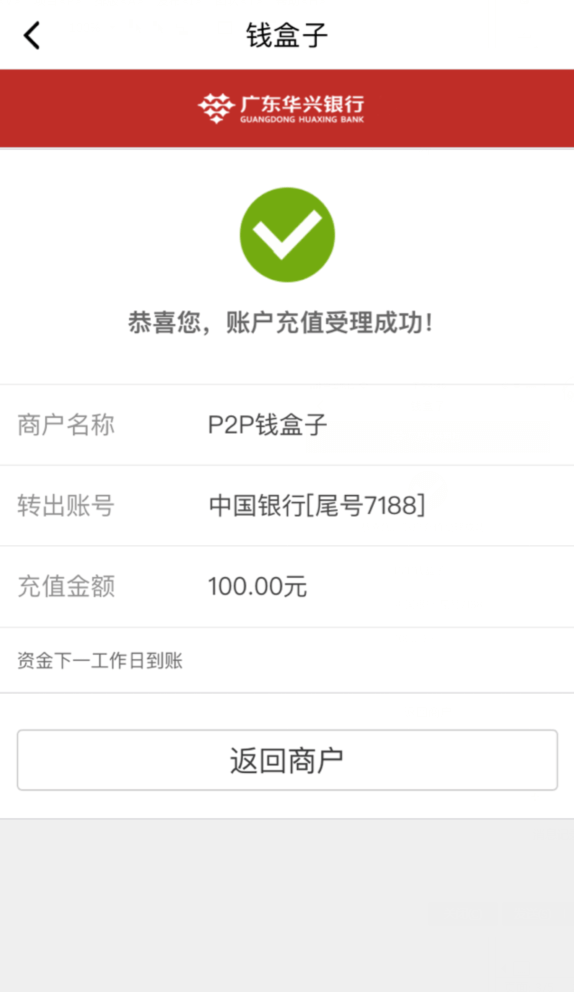 钱盒子
广东华兴银行
GUANGDONG HUAXING BANK
恭喜您，账户充值受理成功！
商户名称 P2P钱盒子
转出账号 中国银行[尾号7188]
充值金额 100.00元
资金下一工作日到账
返回商户